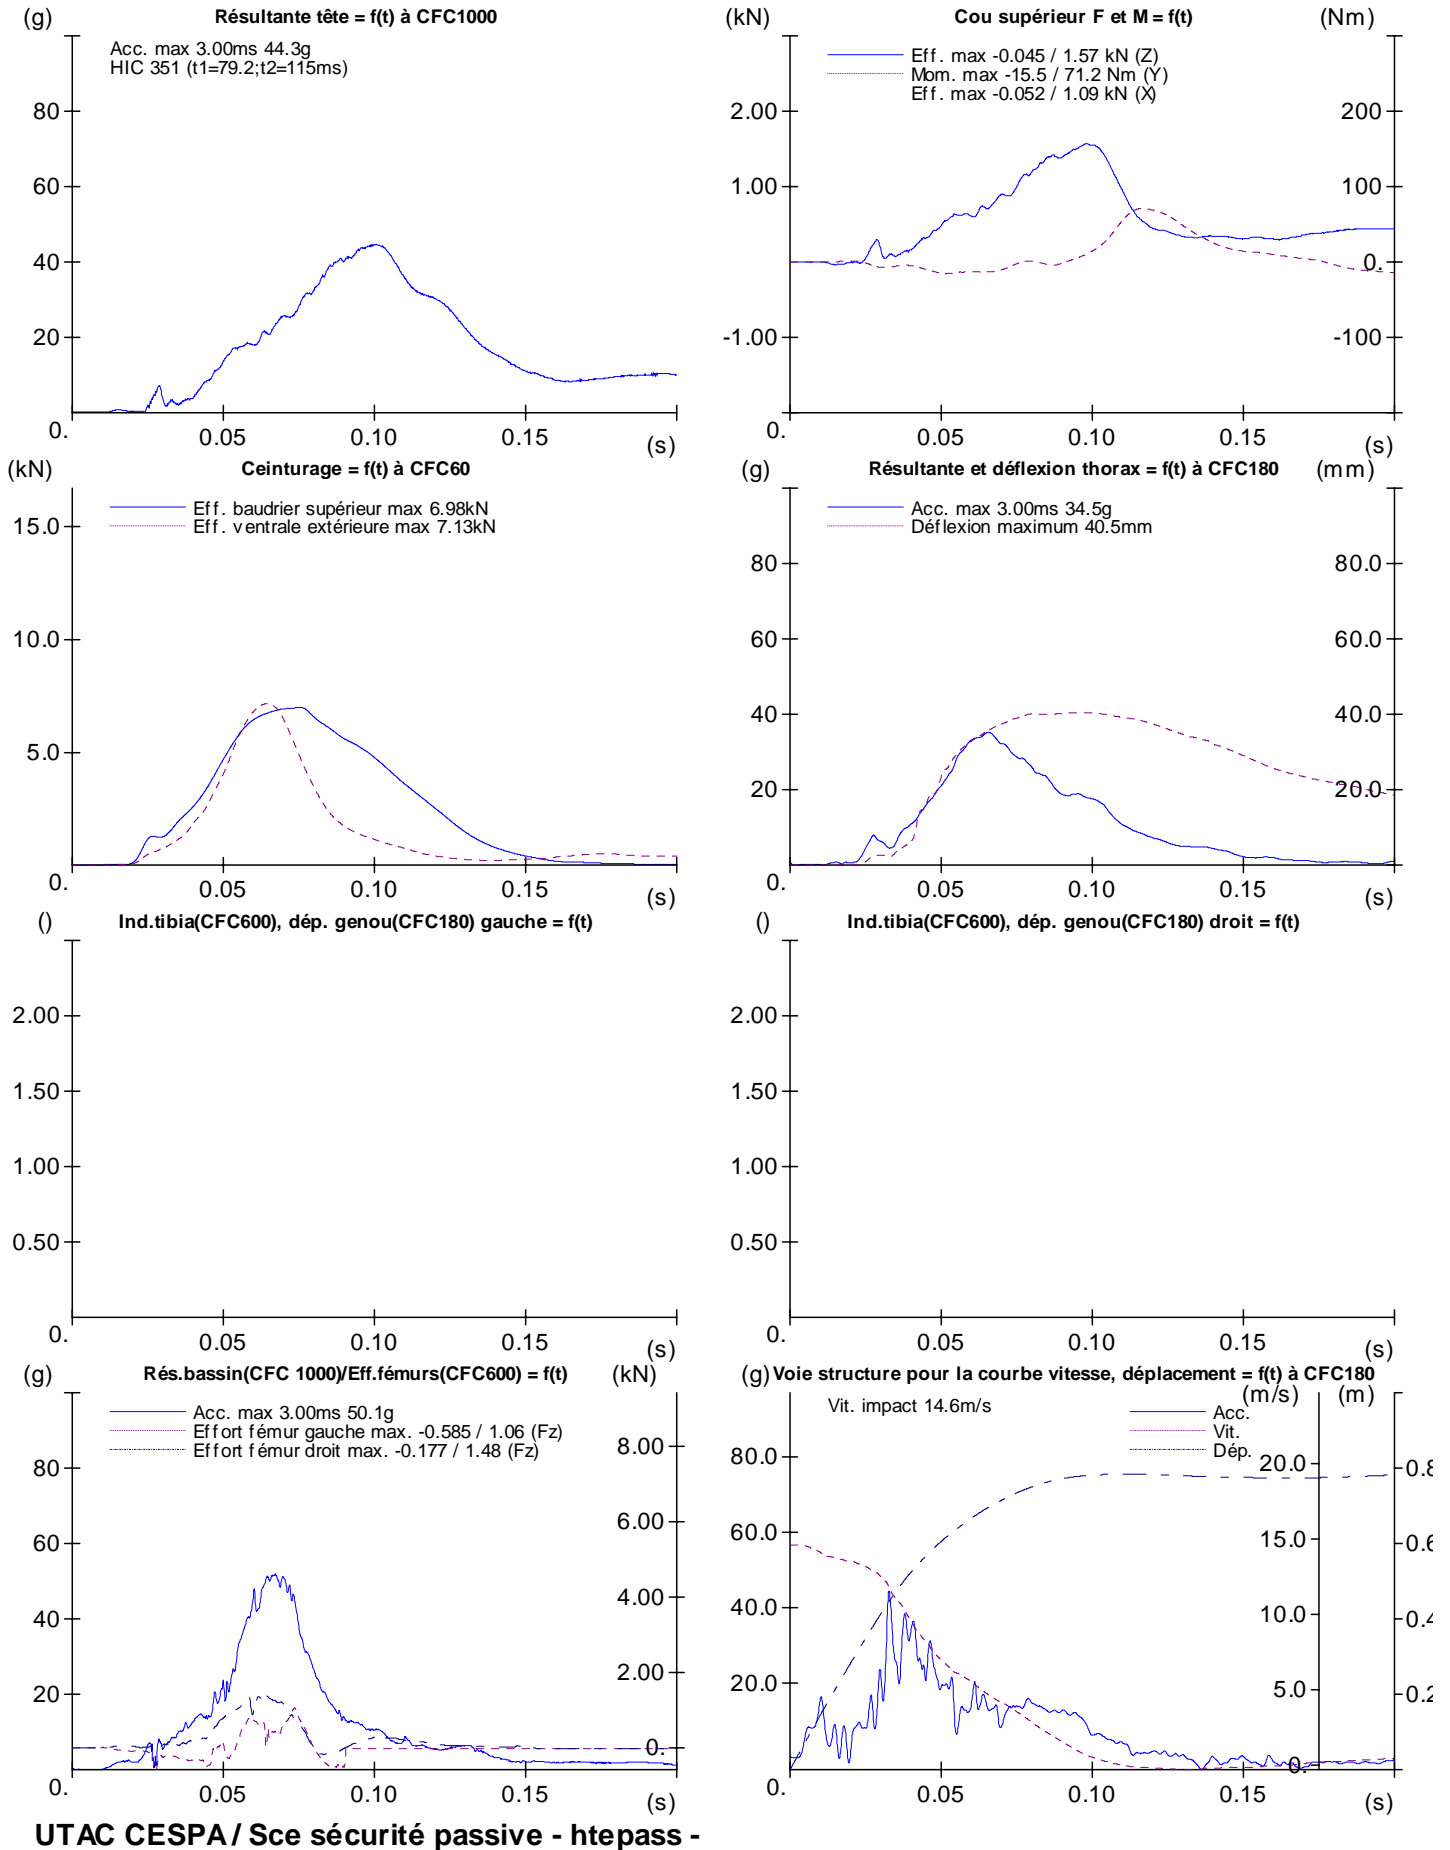 (g)
Résultante tête = f(t) à CFC1000
Acc. max 3.00ms 44.3g
HIC 351 (t1=79.2;t2=115ms)
80
60
40
20
0.
0.05
0.10
0.15
(s)
(kN)
Cou supérieur F et M = f(t)
(Nm)
Eff. max -0.045 / 1.57 kN (Z)
Mom. max -15.5 / 71.2 Nm (Y)
Eff. max -0.052 / 1.09 kN (X)
2.00
1.00
-1.00
200
100
0.
-100
0.
0.05
0.10
0.15
(s)
(kN)
Ceinturage = f(t) à CFC60
Eff. baudrier supérieur max 6.98kN
Eff. ventrale extérieure max 7.13kN
15.0
10.0
5.0
0.
0.05
0.10
0.15
(s)
(g)
Résultante et déflexion thorax = f(t) à CFC180
(mm)
Acc. max 3.00ms 34.5g
Déflexion maximum 40.5mm
80
60
40
20
80.0
60.0
40.0
20.0
0.
0.05
0.10
0.15
(s)
()
Ind.tibia(CFC600), dép. genou(CFC180) gauche = f(t)
2.00
1.50
1.00
0.50
0.
0.05
0.10
0.15
(s)
()
Ind.tibia(CFC600), dép. genou(CFC180) droit = f(t)
2.00
1.50
1.00
0.50
0.
0.05
0.10
0.15
(s)
(g)
Rés.bassin(CFC 1000)/Eff.fémurs(CFC600) = f(t)
(kN)
Acc. max 3.00ms 50.1g
Effort fémur gauche max. -0.585 / 1.06 (Fz)
Effort fémur droit max. -0.177 / 1.48 (Fz)
80
60
40
20
8.00
6.00
4.00
2.00
0.
0.
0.05
0.10
0.15
(s)
(g)
Voie structure pour la courbe vitesse, déplacement = f(t) à CFC180
(m/s)
(m)
Vit. impact 14.6m/s
Acc.
Vit.
Dép.
80.0
60.0
40.0
20.0
20.0
15.0
10.0
5.0
0.
0.8
0.6
0.4
0.2
0.
0.05
0.10
0.15
(s)
UTAC CESPA / Sce sécurité passive - htepass -